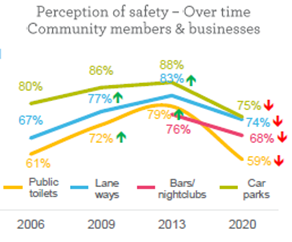 Perception of safety – Over time
Community members & businesses
80%
86%
88%
83%
75%
67%
77%
79%
74%
61%
72%
76%
68%
59%
Public toilets
Lane ways
Bars/ nightclubs
Car parks
2006 2009 2013 2020